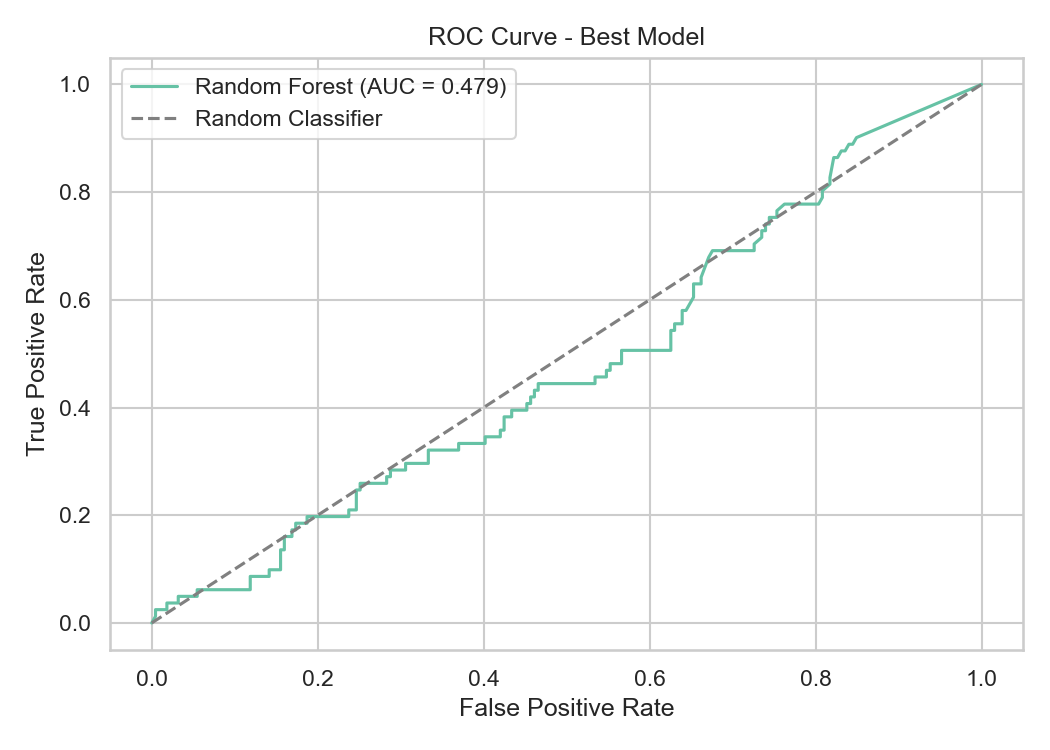 ROC Curve - Best Model
Random Forest (AUC = 0.479)
Random Classifier
True Positive Rate
1.0
0.8
0.6
0.4
0.2
0.0
0.0 0.2 0.4 0.6 0.8 1.0
False Positive Rate